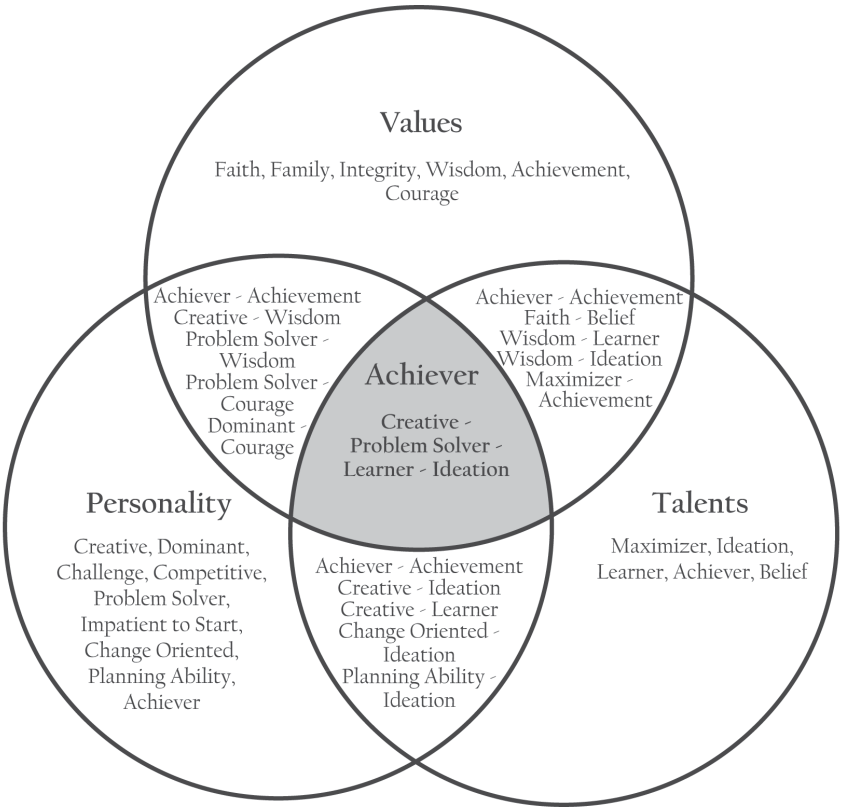 Values
Faith, Family, Integrity, Wisdom, Achievement,
Courage
Achiever - Achievement
Creative - Wisdom
Problem Solver -
Wisdom
Problem Solver -
Courage
Dominant -
Courage
Achiever - Achievement
Faith - Belief
Wisdom - Learner
Wisdom - Ideation
Maximizer -
Achievement
Achiever
Creative -
Problem Solver -
Learner - Ideation
Personality
Creative, Dominant,
Challenge, Competitive,
Problem Solver,
Impatient to Start,
Change Oriented,
Planning Ability,
Achiever
Talents
Maximizer, Ideation,
Learner, Achiever, Belief
Achiever - Achievement
Creative - Ideation
Creative - Learner
Change Oriented -
Ideation
Planning Ability -
Ideation